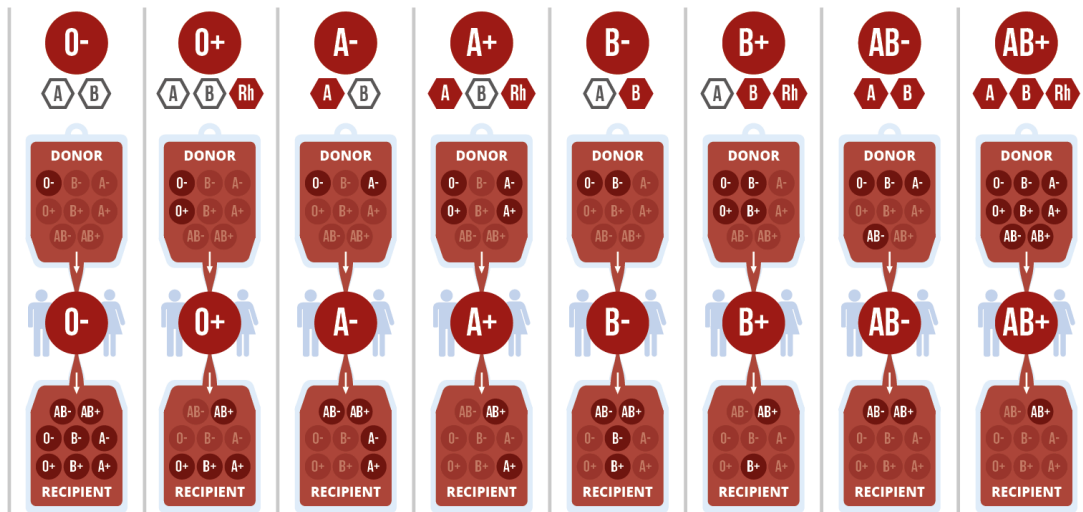 O- O+ A- A+ B- B+ AB- AB+
A B A B Rh A B A B Rh A B A B Rh A B A B Rh
DONOR DONOR DONOR DONOR DONOR DONOR DONOR DONOR
O- B- A- O- B- A- O- B- A- O- B- A- O- B- A- O- B- A- O- B- A- O- B- A-
O+ B+ A+ O+ B+ A+ O+ B+ A+ O+ B+ A+ O+ B+ A+ O+ B+ A+ O+ B+ A+ O+ B+ A+
AB- AB+ AB- AB+ AB- AB+ AB- AB+ AB- AB+ AB- AB+ AB- AB+ AB- AB+
O- O+ A- A+ B- B+ AB- AB+
AB- AB+ AB- AB+ AB- AB+ AB- AB+ AB- AB+ AB- AB+ AB- AB+ AB- AB+
O- B- A- O- B- A- O- B- A- O- B- A- O- B- A- O- B- A- O- B- A- O- B- A-
O+ B+ A+ O+ B+ A+ O+ B+ A+ O+ B+ A+ O+ B+ A+ O+ B+ A+ O+ B+ A+ O+ B+ A+
RECIPIENT RECIPIENT RECIPIENT RECIPIENT RECIPIENT RECIPIENT RECIPIENT RECIPIENT